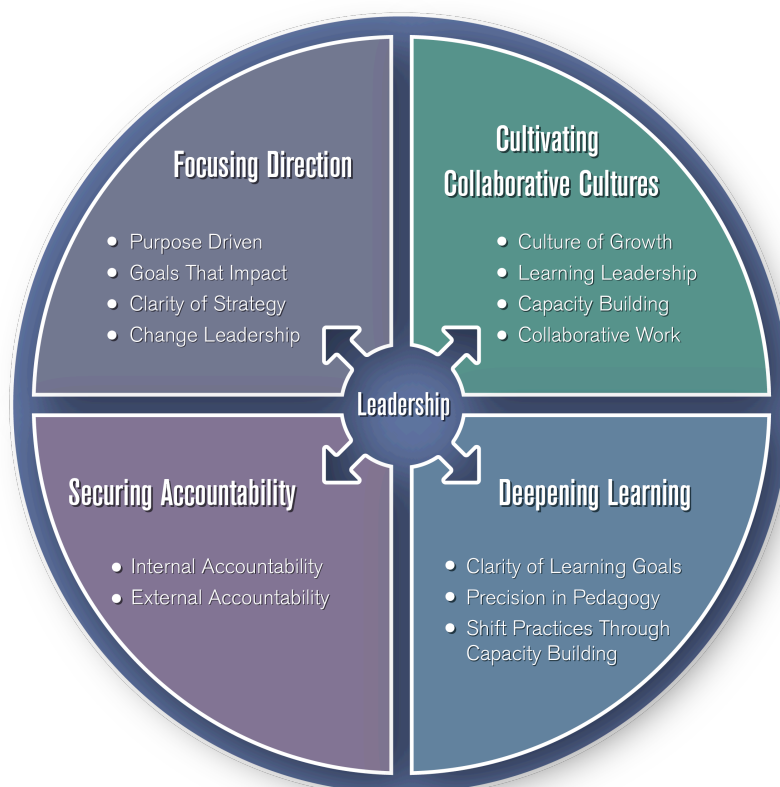 Focusing Direction
• Purpose Driven
• Goals That Impact
• Clarity of Strategy
• Change Leadership
Cultivating
Collaborative Cultures
• Culture of Growth
• Learning Leadership
• Capacity Building
• Collaborative Work
Leadership
Securing Accountability
• Internal Accountability
• External Accountability
Deepening Learning
• Clarity of Learning Goals
• Precision in Pedagogy
• Shift Practices Through
Capacity Building